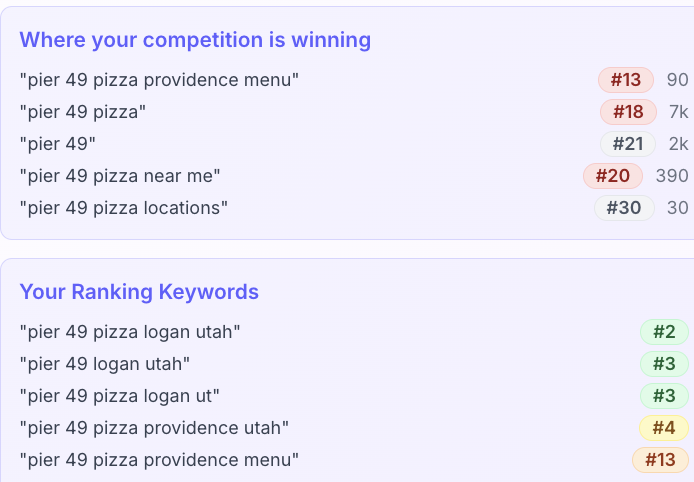 Where your competition is winning
"pier 49 pizza providence menu" #13 90
"pier 49 pizza" #18 7k
"pier 49" #21 2k
"pier 49 pizza near me" #20 390
"pier 49 pizza locations" #30 30
Your Ranking Keywords
"pier 49 pizza logan utah" #2
"pier 49 logan utah" #3
"pier 49 pizza logan ut" #3
"pier 49 pizza providence utah" #4
"pier 49 pizza providence menu" #13